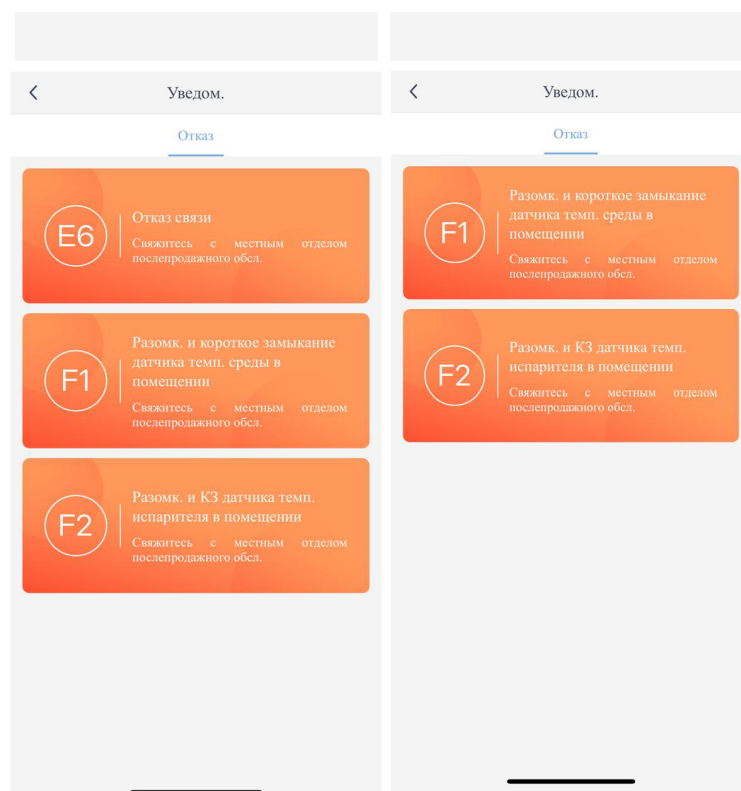 Уведом.
Отказ
E6
Отказ связи
Свяжитесь с местным отделом
послепродажного обсл.
F1
Разомк. и короткое замыкание
датчика темп. среды в
помещении
Свяжитесь с местным отделом
послепродажного обсл.
F2
Разомк. и КЗ датчика темп.
испарителя в помещении
Свяжитесь с местным отделом
послепродажного обсл.
Уведом.
Отказ
F1
Разомк. и короткое замыкание
датчика темп. среды в
помещении
Свяжитесь с местным отделом
послепродажного обсл.
F2
Разомк. и КЗ датчика темп.
испарителя в помещении
Свяжитесь с местным отделом
послепродажного обсл.